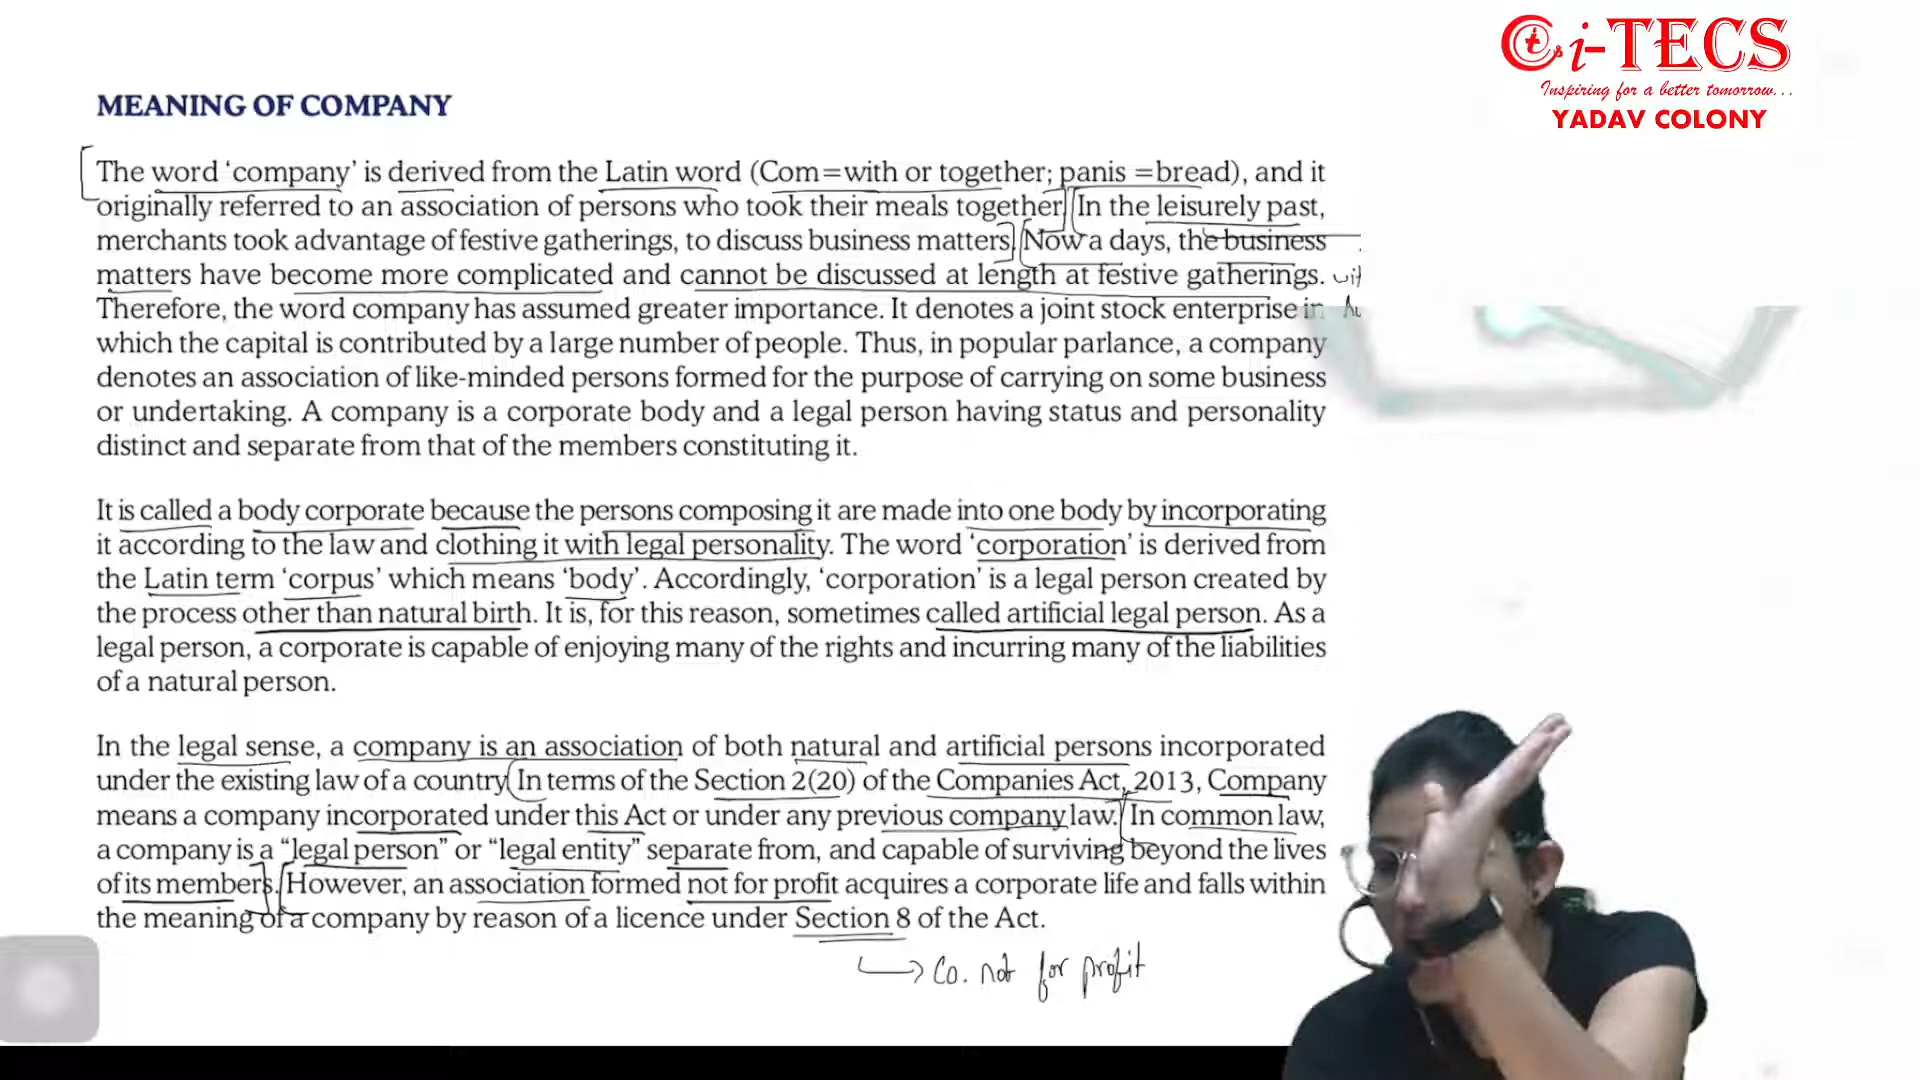 i-TECS
Inspiring for a better tomorrow...
YADAV COLONY
MEANING OF COMPANY
The word ‘company’ is derived from the Latin word (Com=with or together; panis =bread), and it
originally referred to an association of persons who took their meals together. In the leisurely past,
merchants took advantage of festive gatherings, to discuss business matters. Now a days, the business
matters have become more complicated and cannot be discussed at length at festive gatherings.
Therefore, the word company has assumed greater importance. It denotes a joint stock enterprise in
which the capital is contributed by a large number of people. Thus, in popular parlance, a company
denotes an association of like-minded persons formed for the purpose of carrying on some business
or undertaking. A company is a corporate body and a legal person having status and personality
distinct and separate from that of the members constituting it.
It is called a body corporate because the persons composing it are made into one body by incorporating
it according to the law and clothing it with legal personality. The word ‘corporation’ is derived from
the Latin term ‘corpus’ which means ‘body’. Accordingly, ‘corporation’ is a legal person created by
the process other than natural birth. It is, for this reason, sometimes called artificial legal person. As a
legal person, a corporate is capable of enjoying many of the rights and incurring many of the liabilities
of a natural person.
In the legal sense, a company is an association of both natural and artificial persons incorporated
under the existing law of a country. In terms of the Section 2(20) of the Companies Act, 2013, Company
means a company incorporated under this Act or under any previous company law. In common law,
a company is a “legal person” or “legal entity” separate from, and capable of surviving beyond the lives
of its members. However, an association formed not for profit acquires a corporate life and falls within
the meaning of a company by reason of a licence under Section 8 of the Act.
Co. not for profit